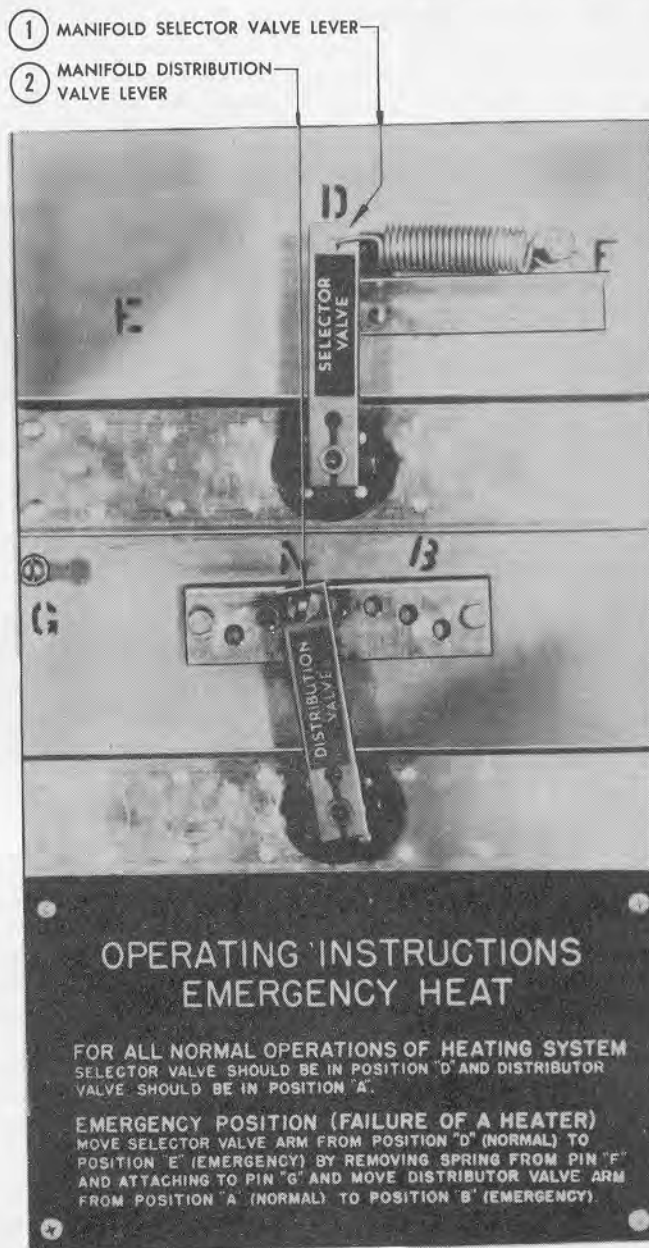 1 MANIFOLD SELECTOR VALVE LEVER
2 MANIFOLD DISTRIBUTION
VALVE LEVER
D
F
E
SELECTOR
VALVE
A
B
G
DISTRIBUTION
VALVE
OPERATING INSTRUCTIONS
EMERGENCY HEAT
FOR ALL NORMAL OPERATIONS OF HEATING SYSTEM
SELECTOR VALVE SHOULD BE IN POSITION "D" AND DISTRIBUTOR
VALVE SHOULD BE IN POSITION "A".
EMERGENCY POSITION (FAILURE OF A HEATER)
MOVE SELECTOR VALVE ARM FROM POSITION "D" (NORMAL) TO
POSITION "E" (EMERGENCY) BY REMOVING SPRING FROM PIN "F"
AND ATTACHING TO PIN "G" AND MOVE DISTRIBUTOR VALVE ARM
FROM POSITION "A" (NORMAL) TO POSITION "B" (EMERGENCY).